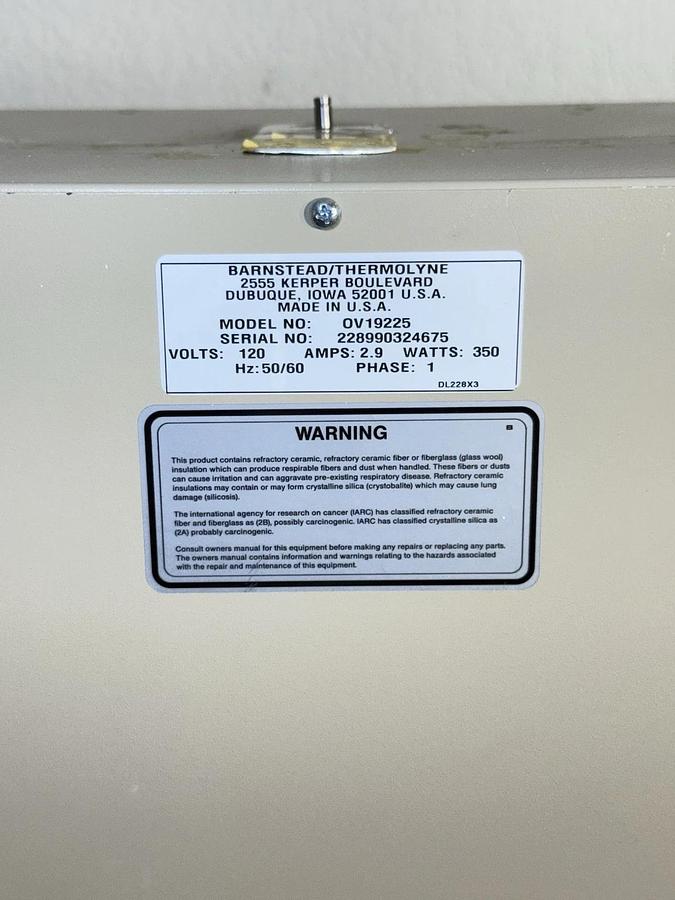 BARNSTEAD/THERMOLYNE
2555 KERPER BOULEVARD
DUBUQUE, IOWA 52001 U.S.A.
MADE IN U.S.A.
MODEL NO: OV19225
SERIAL NO: 228990324675
VOLTS: 120 AMPS: 2.9 WATTS: 350
Hz: 50/60 PHASE: 1
DL228X3
WARNING
This product contains refractory ceramic, refractory ceramic fiber or fiberglass (glass wool)
insulation which can produce respirable fibers and dust when handled. These fibers or dusts
can cause irritation and can aggravate pre-existing respiratory disease. Refractory ceramic
insulations may contain or may form crystalline silica (crystobalite) which may cause lung
damage (silicosis).
The international agency for research on cancer (IARC) has classified refractory ceramic
fiber and fiberglass as (2B), possibly carcinogenic. IARC has classified crystalline silica as
(2A) probably carcinogenic.
Consult owners manual for this equipment before making any repairs or replacing any parts.
The owners manual contains information and warnings relating to the hazards associated
with the repair and maintenance of this equipment.